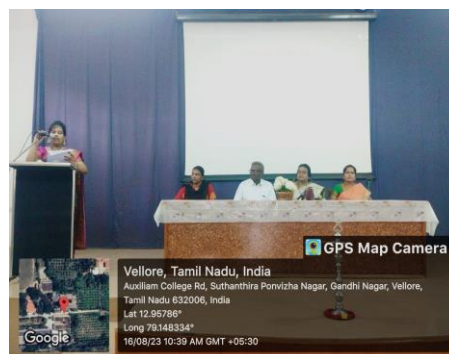 GPS Map Camera
Vellore, Tamil Nadu, India
Auxilium College Rd, Suthanthira Ponvizha Nagar, Gandhi Nagar, Vellore,
Tamil Nadu 632006, India
Lat 12.95786°
Long 79.148334°
16/08/23 10:39 AM GMT +05:30
Google